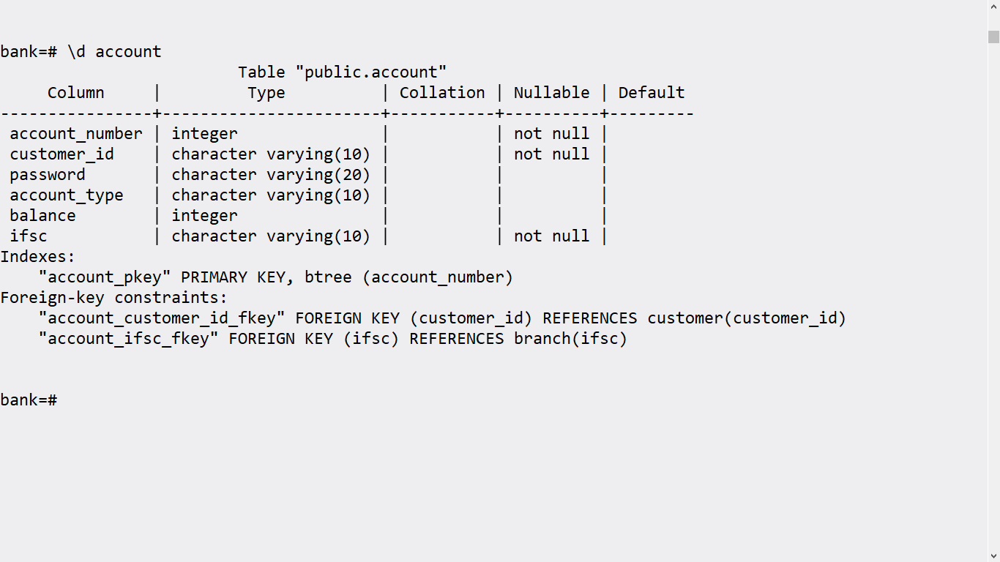 bank=# \d account
                         Table "public.account"
     Column     |         Type          | Collation | Nullable | Default
----------------+-----------------------+-----------+----------+---------
 account_number | integer               |           | not null |
 customer_id    | character varying(10) |           | not null |
 password       | character varying(20) |           |          |
 account_type   | character varying(10) |           |          |
 balance        | integer               |           |          |
 ifsc           | character varying(10) |           | not null |
Indexes:
    "account_pkey" PRIMARY KEY, btree (account_number)
Foreign-key constraints:
    "account_customer_id_fkey" FOREIGN KEY (customer_id) REFERENCES customer(customer_id)
    "account_ifsc_fkey" FOREIGN KEY (ifsc) REFERENCES branch(ifsc)
bank=#